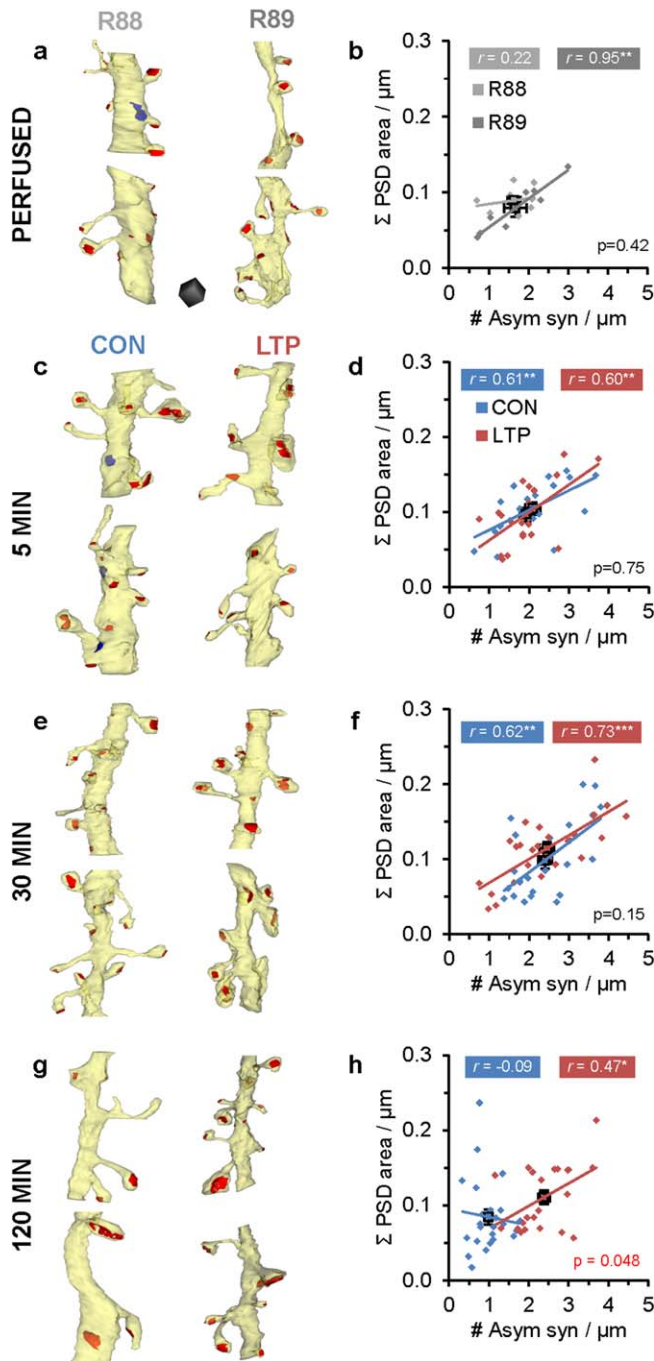 R88 R89
a
PERFUSED
b
0.3
0.2
0.1
0.0
Σ PSD area / µm
r = 0.22 0.95**
R88
R89
p=0.42
0 1 2 3 4 5
# Asym syn / µm
CON LTP
c
5 MIN
d
0.3
0.2
0.1
0.0
Σ PSD area / µm
r = 0.61** r = 0.60**
CON
LTP
p=0.75
0 1 2 3 4 5
# Asym syn / µm
e
30 MIN
f
0.3
0.2
0.1
0.0
Σ PSD area / µm
r = 0.62** r = 0.73***
p=0.15
0 1 2 3 4 5
# Asym syn / µm
g
120 MIN
h
0.3
0.2
0.1
0.0
Σ PSD area / µm
r = -0.09 r = 0.47*
p = 0.048
0 1 2 3 4 5
# Asym syn / µm